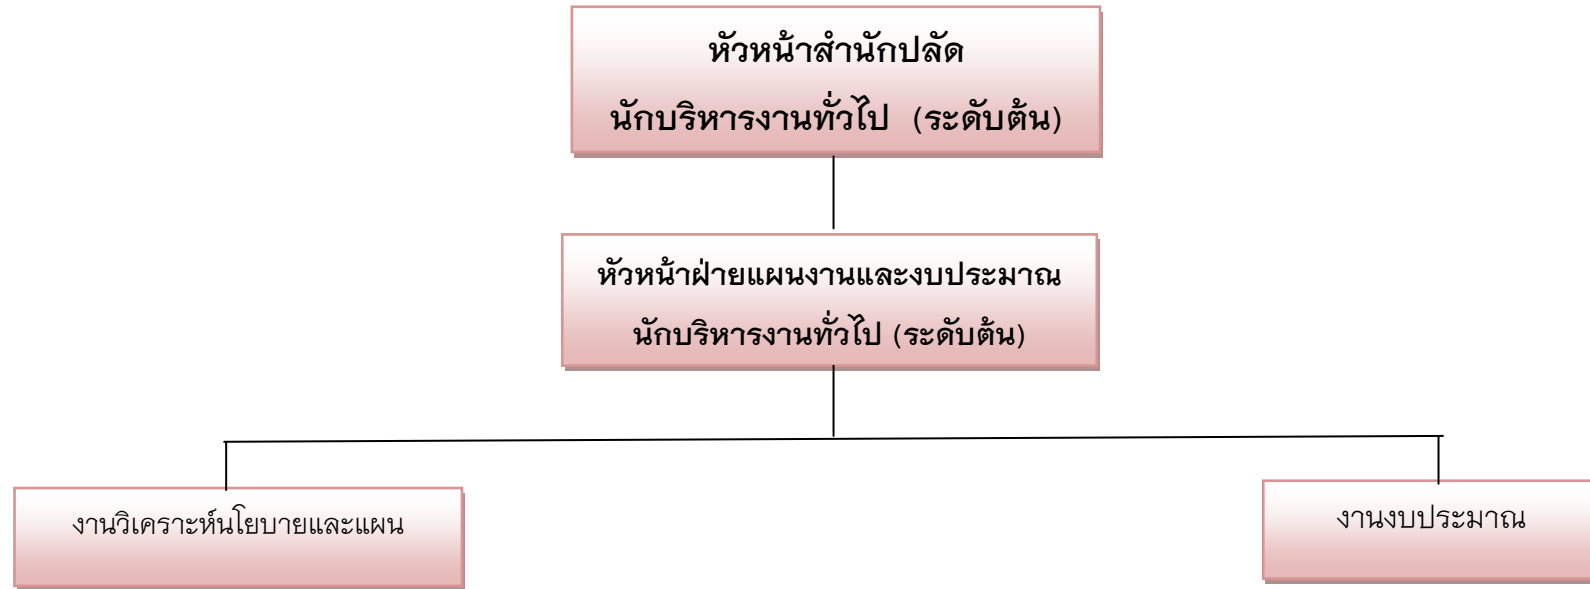 หัวหน้าสำนักปลัด
นักบริหารงานทั่วไป (ระดับต้น)
หัวหน้าฝ่ายแผนงานและงบประมาณ
นักบริหารงานทั่วไป (ระดับต้น)
งานวิเคราะห์นโยบายและแผน
งานงบประมาณ